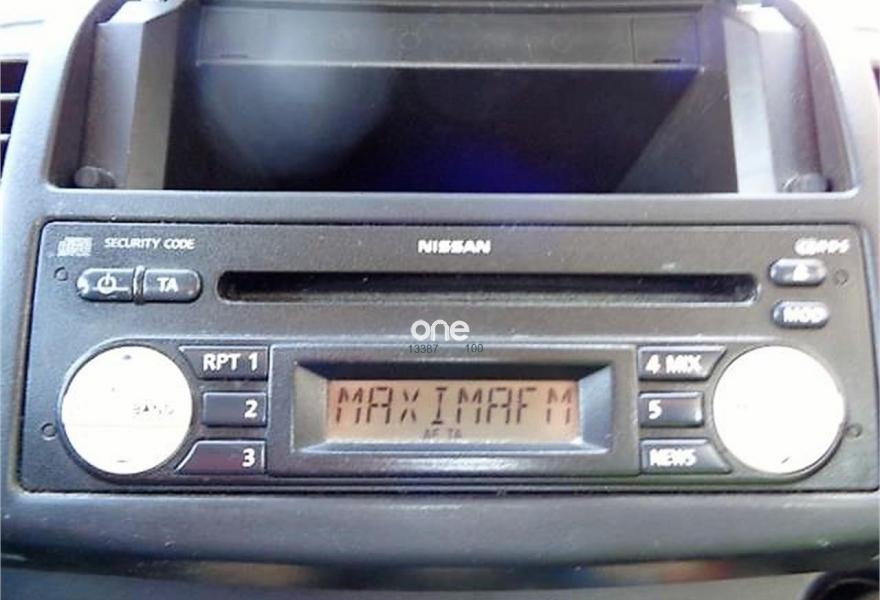 SECURITY CODE
NISSAN
TA
MOD
one
13387 100
RPT 1
4 MIX
BAND
2
MAXIMAFM
5
AF TA
3
NEWS